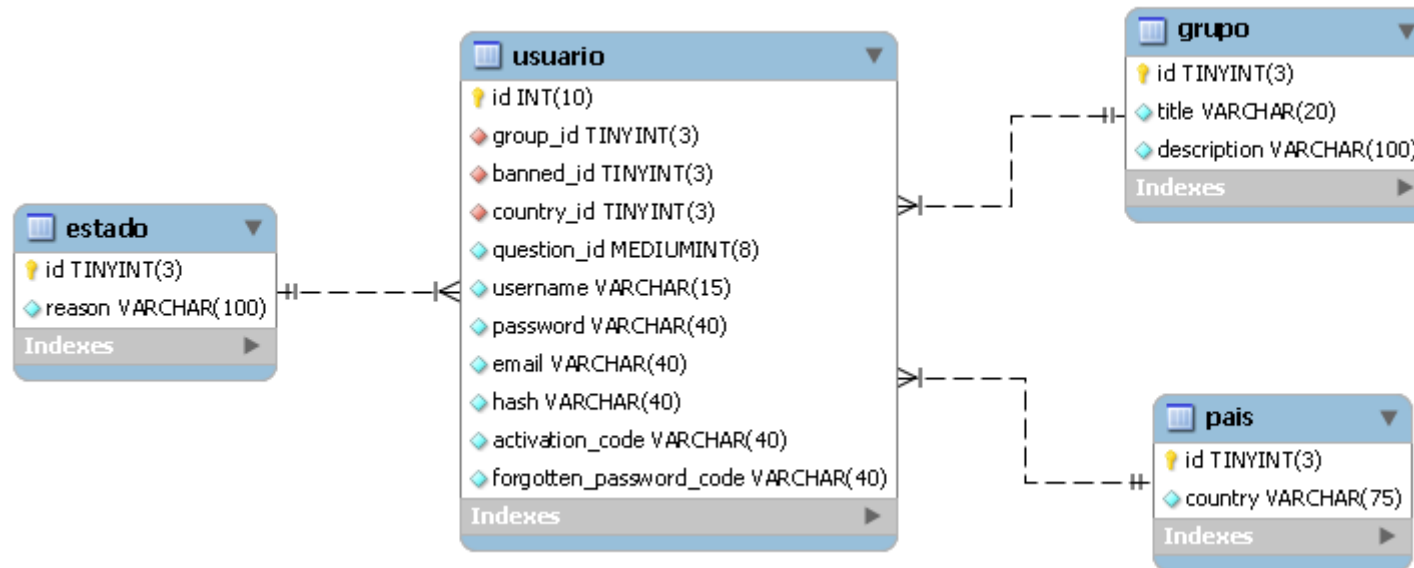 estado
id TINYINT(3)
reason VARCHAR(100)
Indexes
usuario
id INT(10)
group_id TINYINT(3)
banned_id TINYINT(3)
country_id TINYINT(3)
question_id MEDIUMINT(8)
username VARCHAR(15)
password VARCHAR(40)
email VARCHAR(40)
hash VARCHAR(40)
activation_code VARCHAR(40)
forgotten_password_code VARCHAR(40)
Indexes
grupo
id TINYINT(3)
title VARCHAR(20)
description VARCHAR(100)
Indexes
pais
id TINYINT(3)
country VARCHAR(75)
Indexes